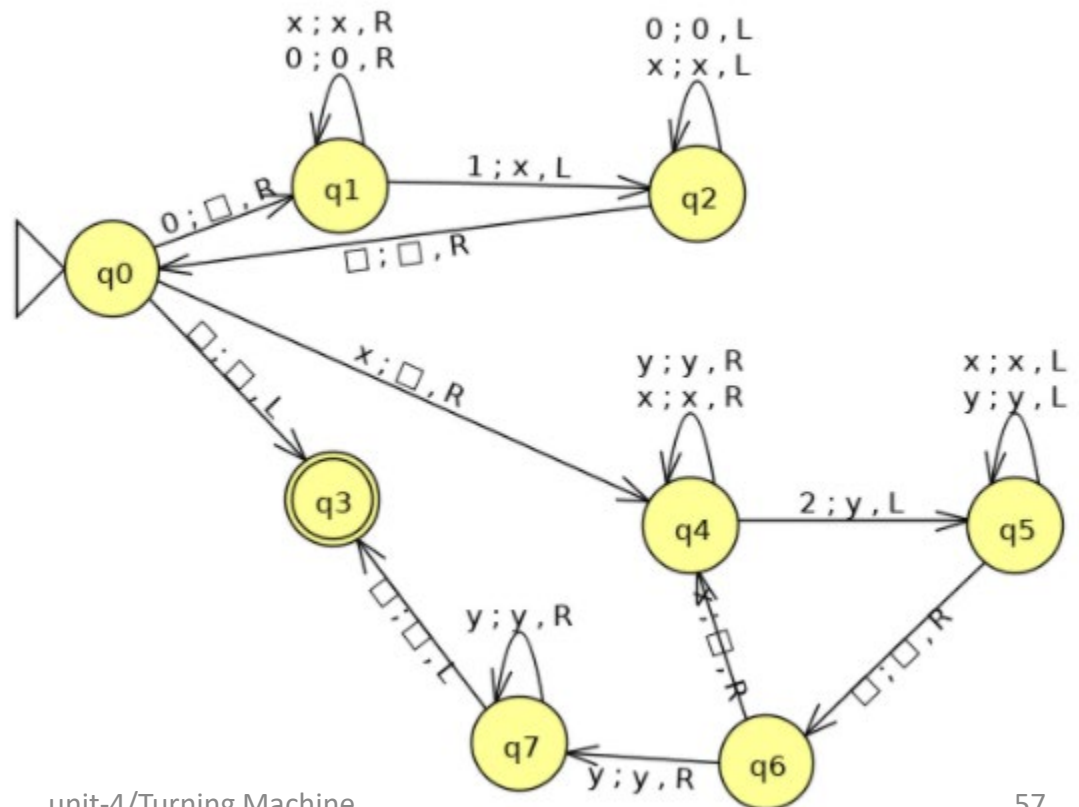 x ; x , R
0 ; 0 , R
0 ; 0 , L
x ; x , L
q1
1 ; x , L
q2
0 ; □ , R
□ ; □ , R
q0
□ ; □ , L
x ; □ , R
y ; y , R
x ; x , R
x ; x , L
y ; y , L
q3
q4
2 ; y , L
q5
□ ; □ , L
y ; y , R
x ; □ , R
□ ; □ , R
q7
y ; y , R
q6
unit-4/Turning Machine
57